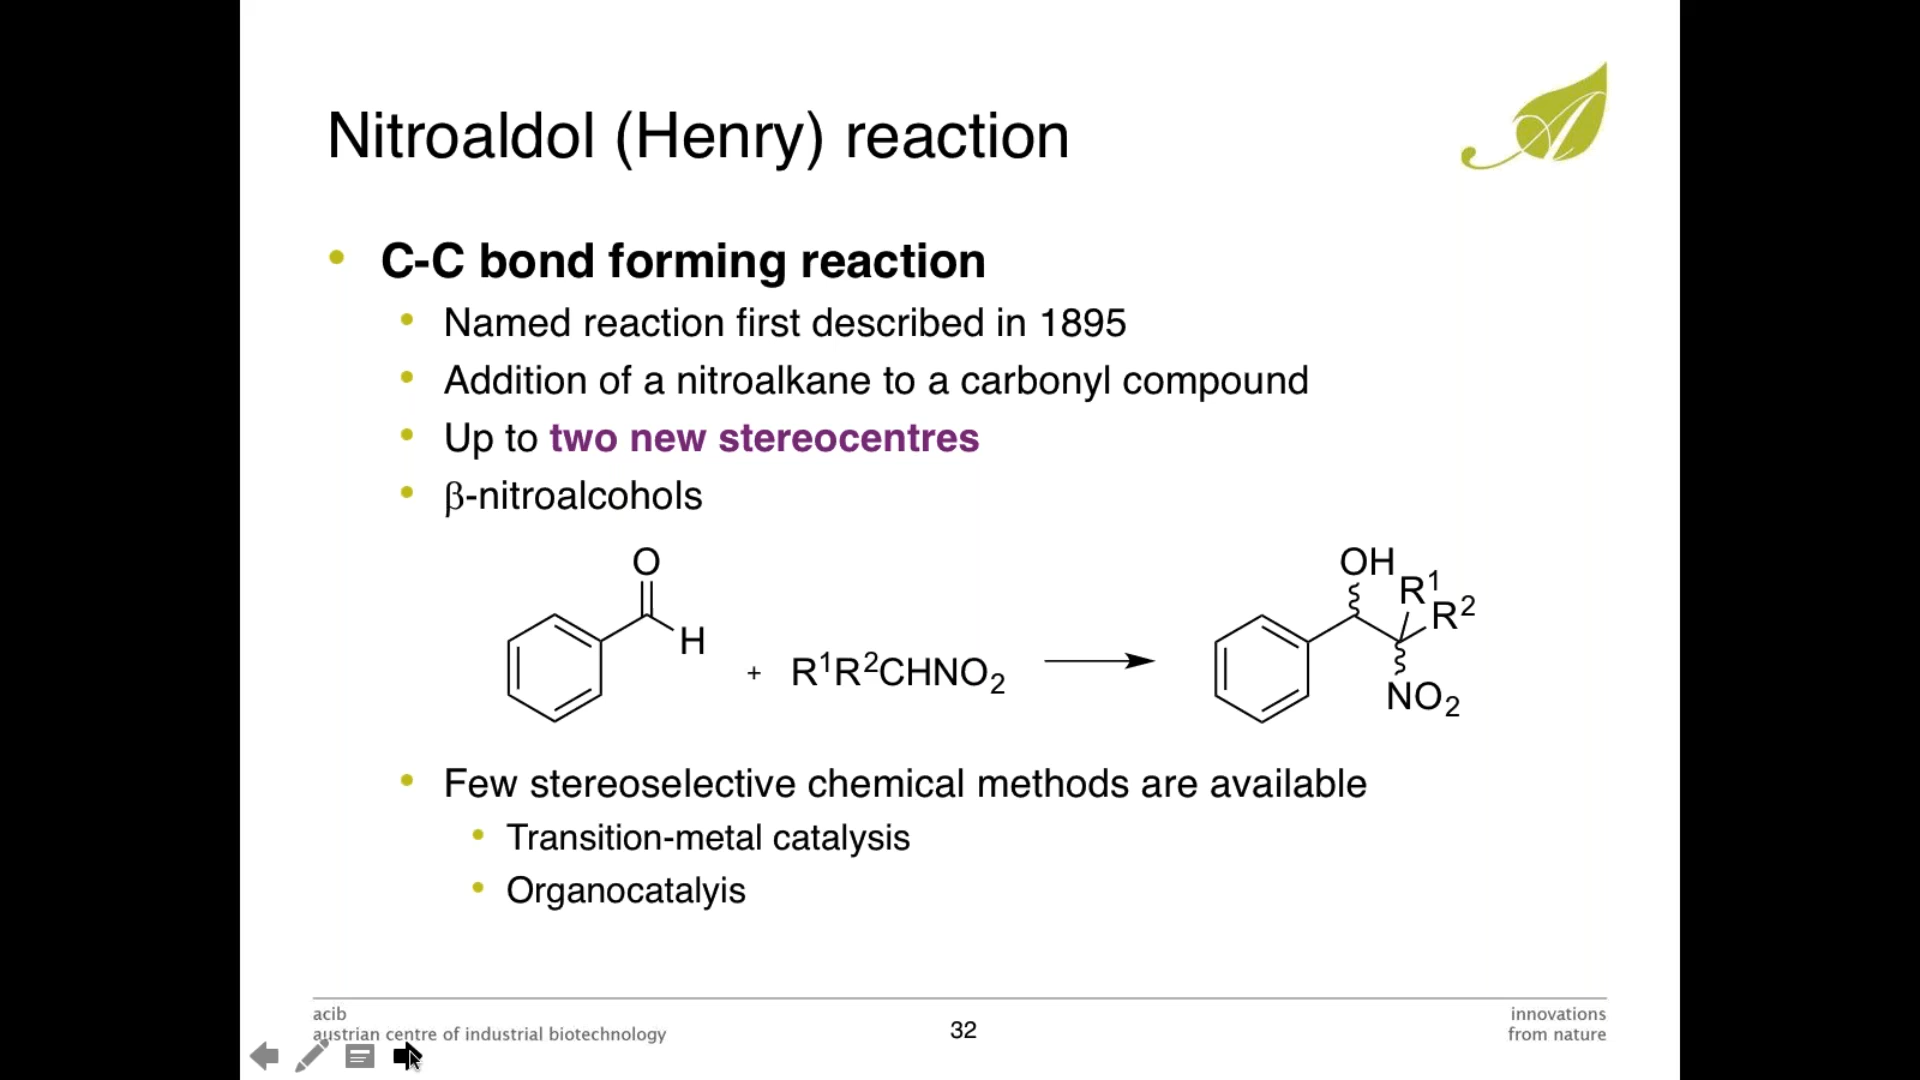 Nitroaldol (Henry) reaction
C-C bond forming reaction
Named reaction first described in 1895
Addition of a nitroalkane to a carbonyl compound
Up to two new stereocentres
β-nitroalcohols
O
H
+ R¹R²CHNO₂
OH
R¹
R²
NO₂
Few stereoselective chemical methods are available
Transition-metal catalysis
Organocatalyis
acib
austrian centre of industrial biotechnology
32
innovations
from nature